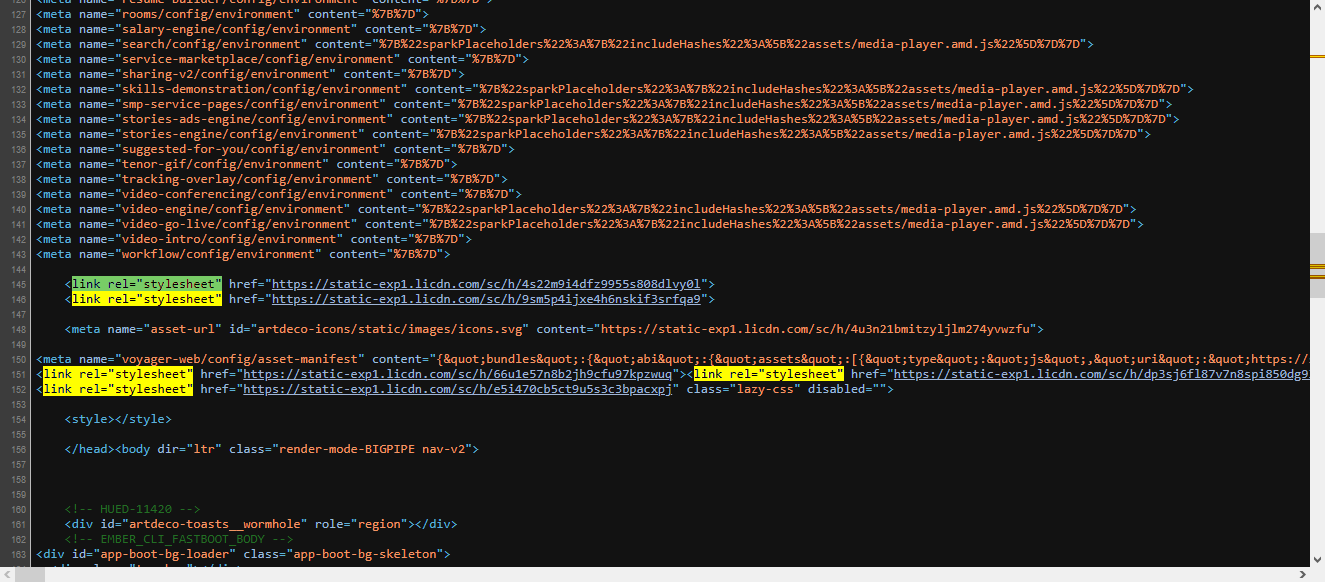 127 <meta name="rooms/config/environment" content="%7B%7D">
128 <meta name="salary-engine/config/environment" content="%7B%7D">
129 <meta name="search/config/environment" content="%7B%22sparkPlaceholders%22%3A%7B%22includeHashes%22%3A%5B%22assets/media-player.amd.js%22%5D%7D%7D">
130 <meta name="service-marketplace/config/environment" content="%7B%7D">
131 <meta name="sharing-v2/config/environment" content="%7B%7D">
132 <meta name="skills-demonstration/config/environment" content="%7B%22sparkPlaceholders%22%3A%7B%22includeHashes%22%3A%5B%22assets/media-player.amd.js%22%5D%7D%7D">
133 <meta name="smp-service-pages/config/environment" content="%7B%22sparkPlaceholders%22%3A%7B%22includeHashes%22%3A%5B%22assets/media-player.amd.js%22%5D%7D%7D">
134 <meta name="stories-ads-engine/config/environment" content="%7B%22sparkPlaceholders%22%3A%7B%22includeHashes%22%3A%5B%22assets/media-player.amd.js%22%5D%7D%7D">
135 <meta name="stories-engine/config/environment" content="%7B%22sparkPlaceholders%22%3A%7B%22includeHashes%22%3A%5B%22assets/media-player.amd.js%22%5D%7D%7D">
136 <meta name="suggested-for-you/config/environment" content="%7B%7D">
137 <meta name="tenor-gif/config/environment" content="%7B%7D">
138 <meta name="tracking-overlay/config/environment" content="%7B%7D">
139 <meta name="video-conferencing/config/environment" content="%7B%7D">
140 <meta name="video-engine/config/environment" content="%7B%22sparkPlaceholders%22%3A%7B%22includeHashes%22%3A%5B%22assets/media-player.amd.js%22%5D%7D%7D">
141 <meta name="video-go-live/config/environment" content="%7B%22sparkPlaceholders%22%3A%7B%22includeHashes%22%3A%5B%22assets/media-player.amd.js%22%5D%7D%7D">
142 <meta name="video-intro/config/environment" content="%7B%7D">
143 <meta name="workflow/config/environment" content="%7B%7D">
144
145 <link rel="stylesheet" href="https://static-exp1.licdn.com/sc/h/4s22m9i4dfz9955s808dlvy0l">
146 <link rel="stylesheet" href="https://static-exp1.licdn.com/sc/h/9sm5p4ijxe4h6nskif3srfqa9">
147
148 <meta name="asset-url" id="artdeco-icons/static/images/icons.svg" content="https://static-exp1.licdn.com/sc/h/4u3n21bmitzyljlm274yvwzfu">
149
150 <meta name="voyager-web/config/asset-manifest" content="{&quot;bundles&quot;:{&quot;abi&quot;:{&quot;assets&quot;:[{&quot;type&quot;:&quot;js&quot;,&quot;uri&quot;:&quot;https://
151 <link rel="stylesheet" href="https://static-exp1.licdn.com/sc/h/66u1e57n8b2jh9cfu97kpzwuq"><link rel="stylesheet" href="https://static-exp1.licdn.com/sc/h/dp3sj6fl87v7n8spi850dg9
152 <link rel="stylesheet" href="https://static-exp1.licdn.com/sc/h/e5i470cb5ct9u5s3c3bpacxpj" class="lazy-css" disabled="">
153
154 <style></style>
155
156 </head><body dir="ltr" class="render-mode-BIGPIPE nav-v2">
157
158
159
160 <!-- HUED-11420 -->
161 <div id="artdeco-toasts__wormhole" role="region"></div>
162 <!-- EMBER_CLI_FASTBOOT_BODY -->
163 <div id="app-boot-bg-loader" class="app-boot-bg-skeleton">